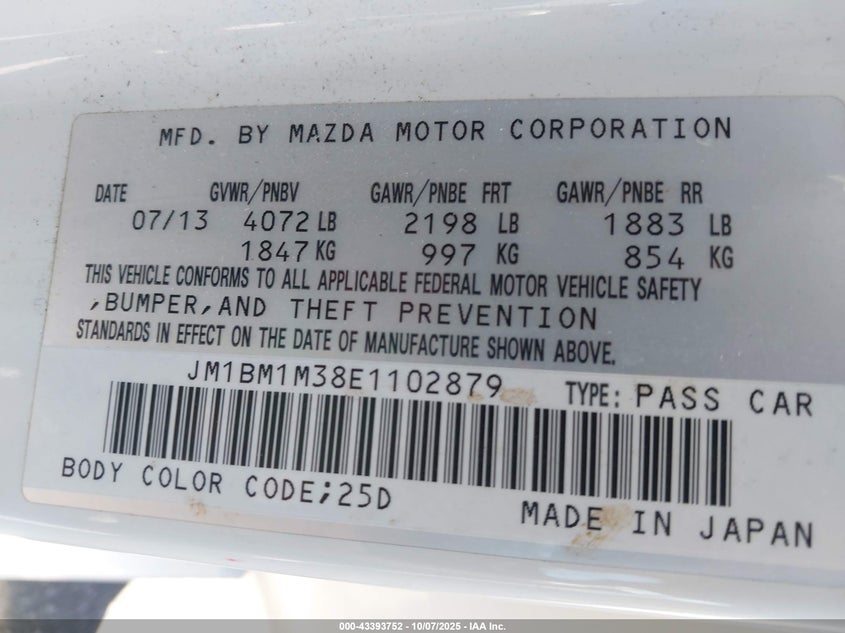 MFD. BY MAZDA MOTOR CORPORATION
DATE GVWR/PNBV GAWR/PNBE FRT GAWR/PNBE RR
07/13 4072 LB 2198 LB 1883 LB
1847 KG 997 KG 854 KG
THIS VEHICLE CONFORMS TO ALL APPLICABLE FEDERAL MOTOR VEHICLE SAFETY
,BUMPER,AND THEFT PREVENTION
STANDARDS IN EFFECT ON THE DATE OF MANUFACTURE SHOWN ABOVE.
JM1BM1M38E1102879 TYPE: PASS CAR
BODY COLOR CODE;25D
MADE IN JAPAN
000-43393752 - 10/07/2025 - IAA Inc.